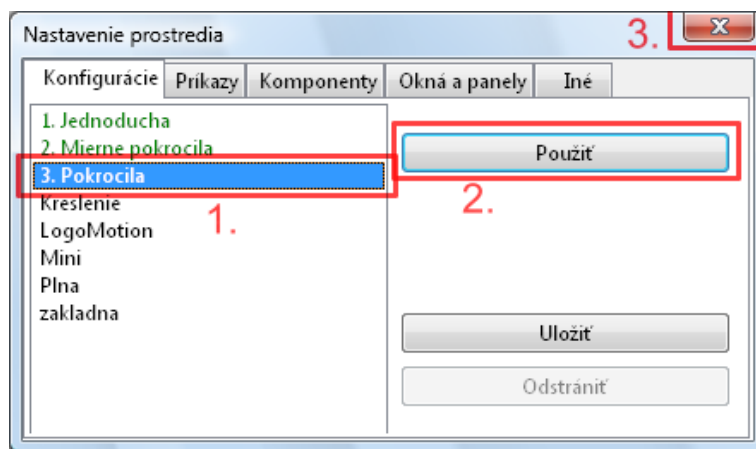 Nastavenie prostredia
3.
Konfigurácie Príkazy Komponenty Okná a panely Iné
1. Jednoducha
2. Mierne pokrocila
3. Pokrocila
Kreslenie
LogoMotion
Mini
Plna
zakladna
1.
Použiť
2.
Uložiť
Odstrániť